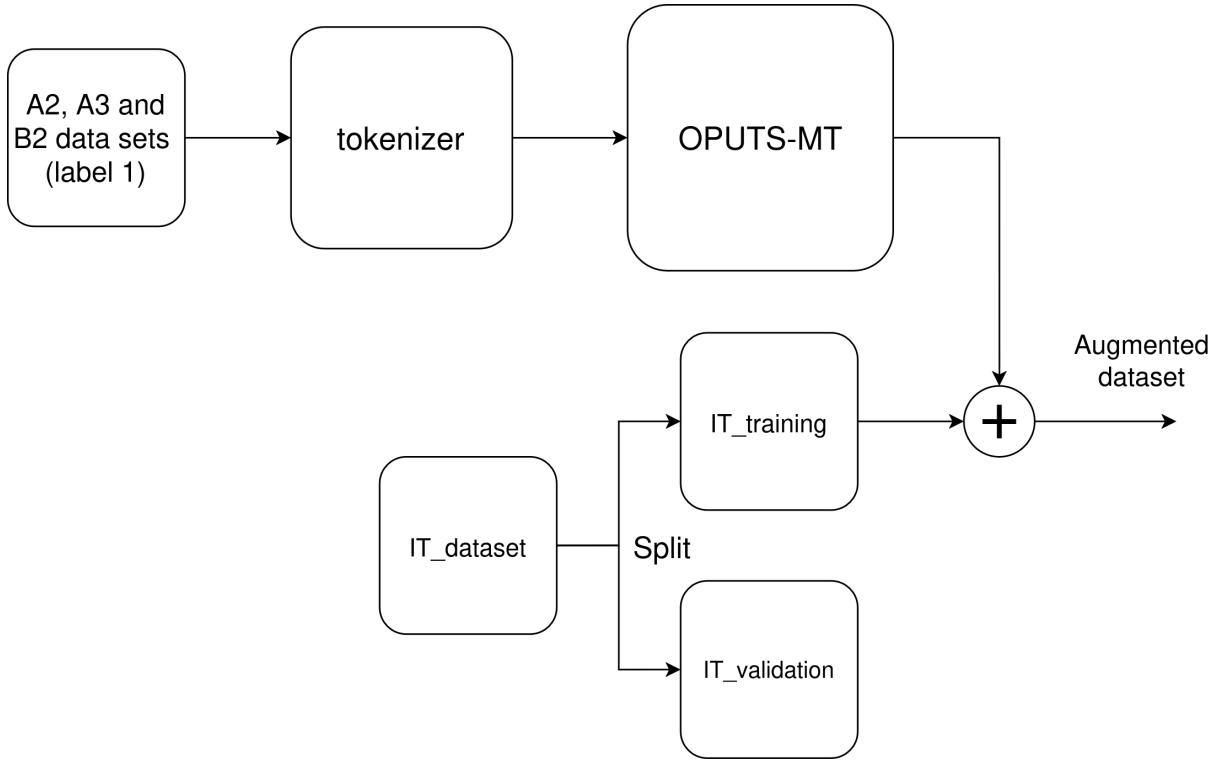 A2, A3 and
B2 data sets
(label 1)
tokenizer
OPUTS-MT
Augmented
dataset
+
IT_training
IT_dataset
Split
IT_validation